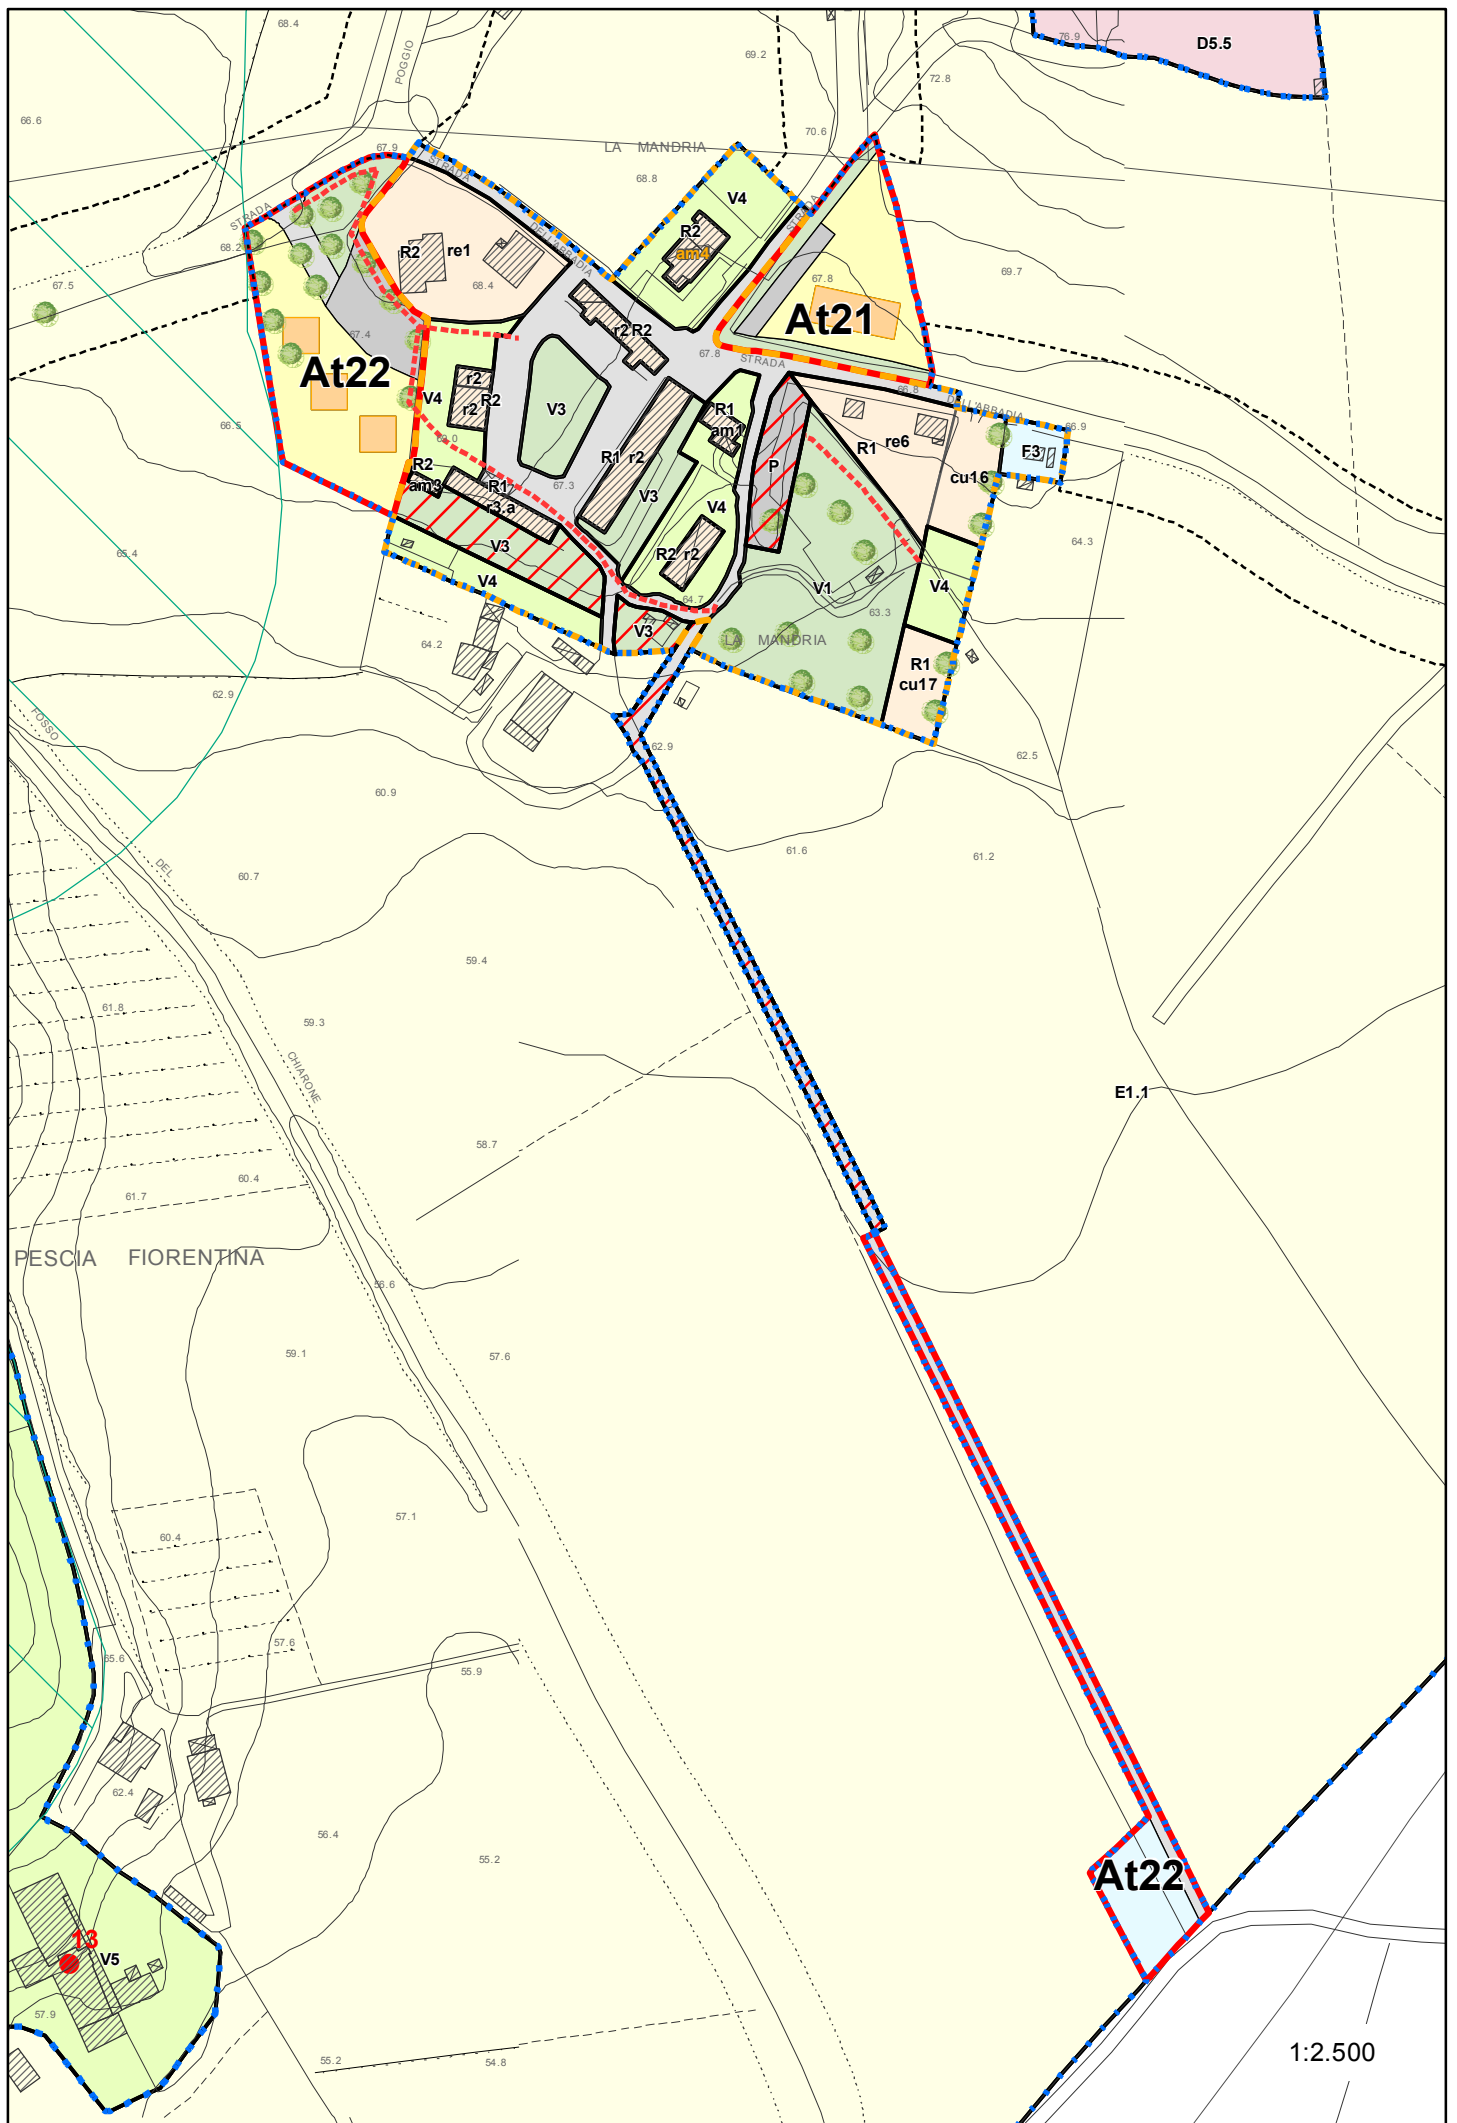 68.4
POGGIO
69.2
76.9
D5.5
72.8
66.6
70.6
67.9
LA MANDRIA
STRADA
68.8
V4
STRADA
STRADA
R2
am4
DELL'ABBADIA
68.2
R2
re1
69.7
67.5
68.4
67.8
At21
67.4
r2 R2
67.8
STRADA
At22
r2
R2
V4
r2
V3
R1
am1
66.8
DELL'ABBADIA
66.5
66.9
R1 re6
F3
R2
am3
R1 r2
P
cu16
67.3
R1
r3.a
V3
V4
64.3
65.4
V3
R2 r2
V4
V1
V4
64.7
63.3
V3
LA MANDRIA
64.2
R1
cu17
62.9
FOSSO
62.9
62.5
60.9
61.6
61.2
DEL
60.7
59.4
61.8
59.3
CHIARONE
E1.1
58.7
60.4
61.7
PESCIA FIORENTINA
56.6
59.1
57.6
57.1
60.4
57.6
65.6
55.9
62.4
56.4
55.2
At22
13
V5
57.9
1:2.500
55.2
54.8